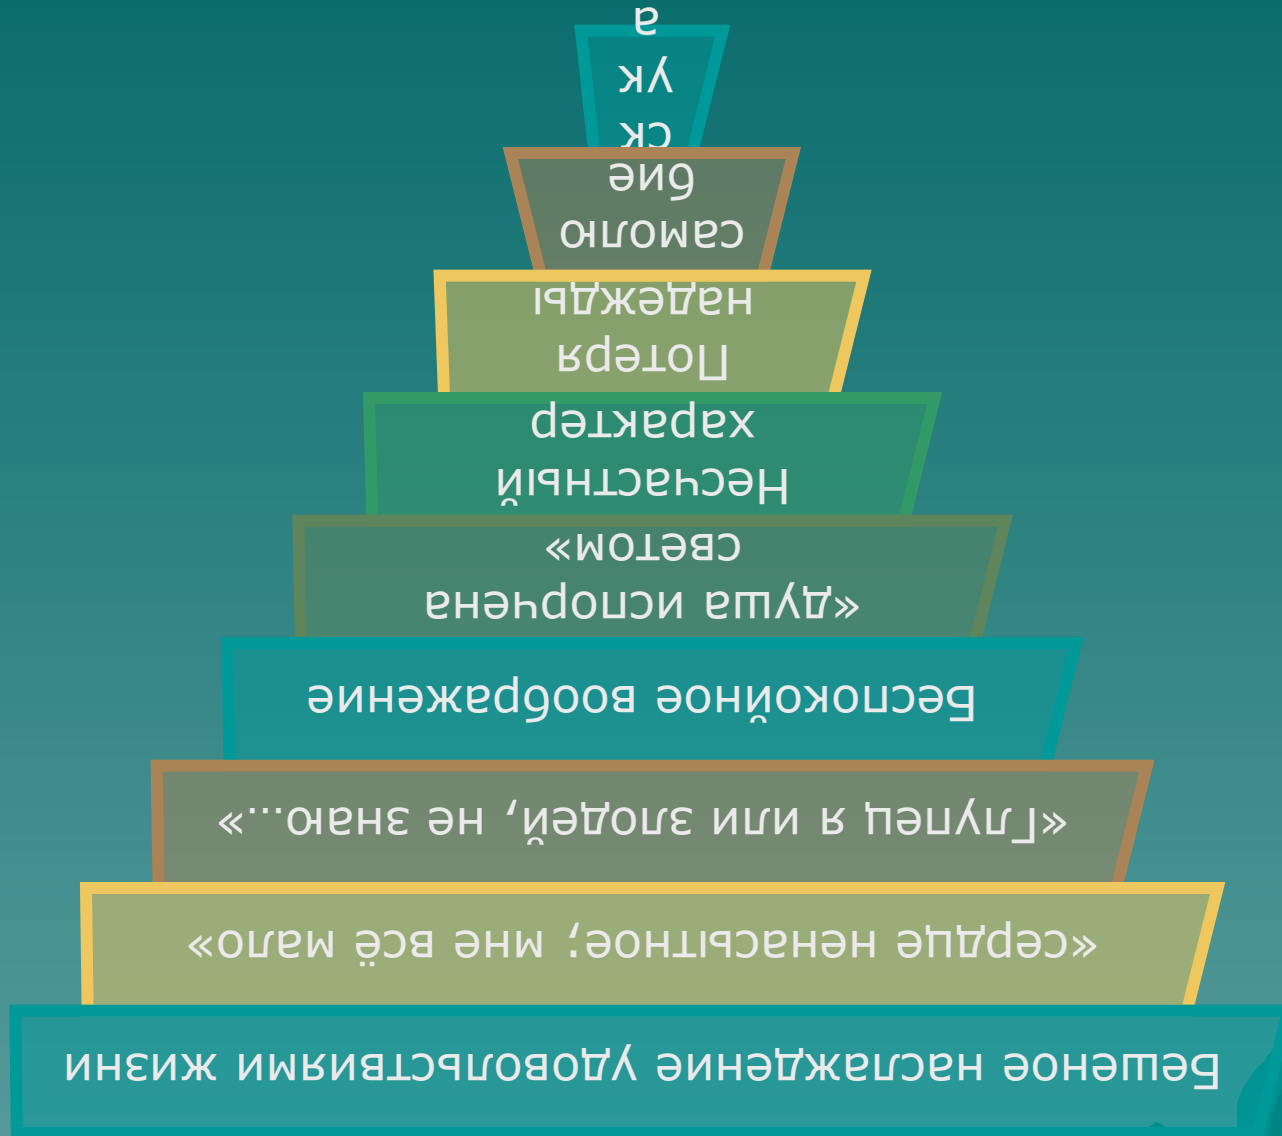 Бешеное наслаждение удовольствиями жизни
«сердце ненасытное; мне всё мало»
«Глупец я или злодей, не знаю...»
Беспокойное воображение
«душа испорчена
светом»
Несчастный
характер
Потеря
надежды
самолю
бие
ск
ук
а